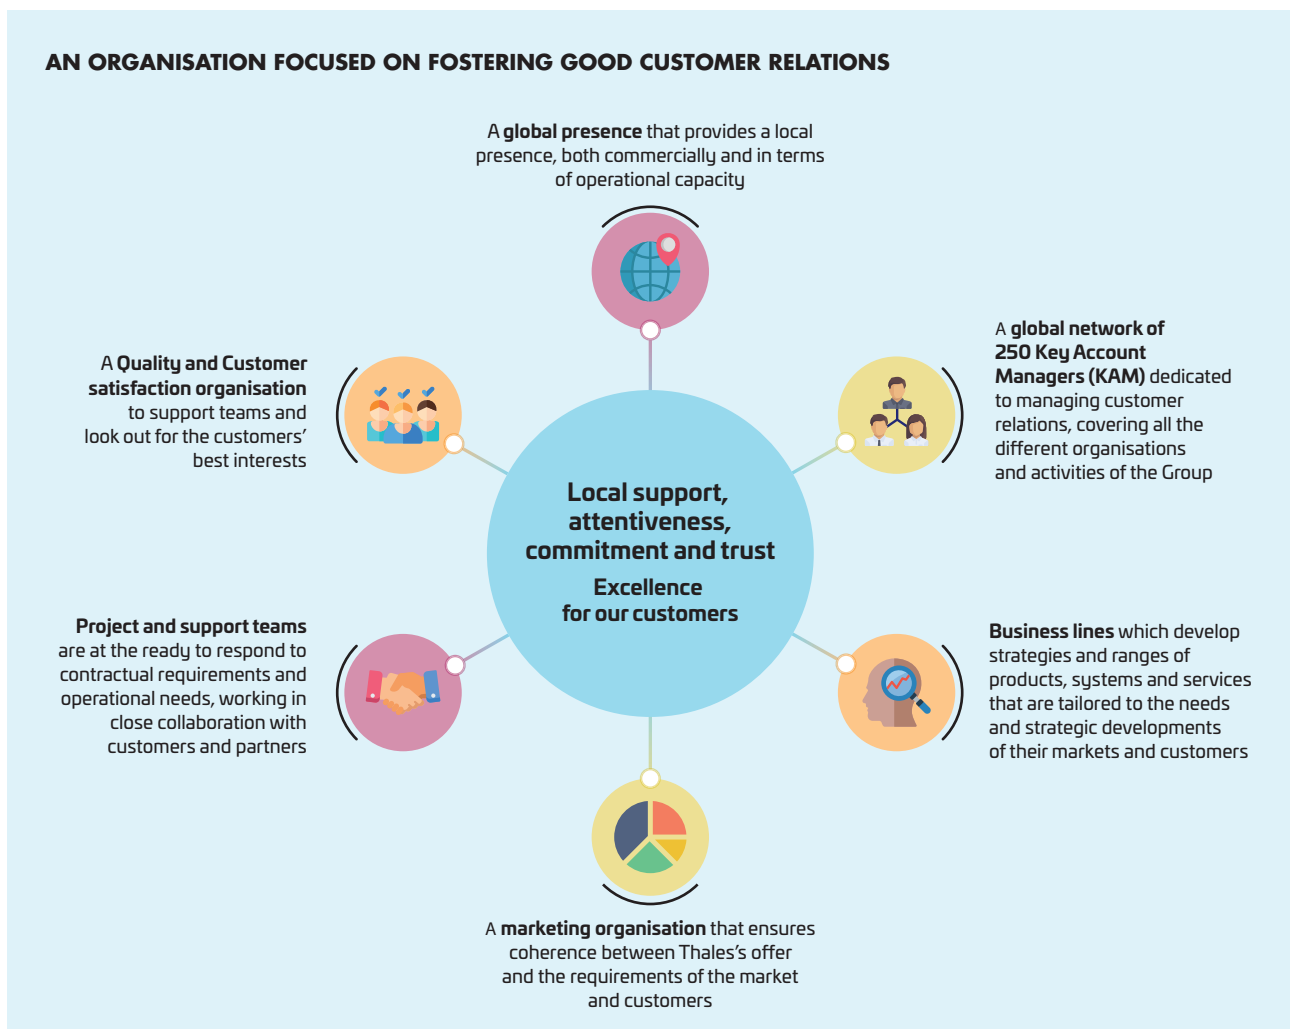 AN ORGANISATION FOCUSED ON FOSTERING GOOD CUSTOMER RELATIONS
A global presence that provides a local
presence, both commercially and in terms
of operational capacity
A global network of
250 Key Account
Managers (KAM) dedicated
to managing customer
relations, covering all the
different organisations
and activities of the Group
Business lines which develop
strategies and ranges of
products, systems and services
that are tailored to the needs
and strategic developments
of their markets and customers
A marketing organisation that ensures
coherence between Thales's offer
and the requirements of the market
and customers
Project and support teams
are at the ready to respond to
contractual requirements and
operational needs, working in
close collaboration with
customers and partners
A Quality and Customer
satisfaction organisation
to support teams and
look out for the customers'
best interests
Local support,
attentiveness,
commitment and trust
Excellence
for our customers